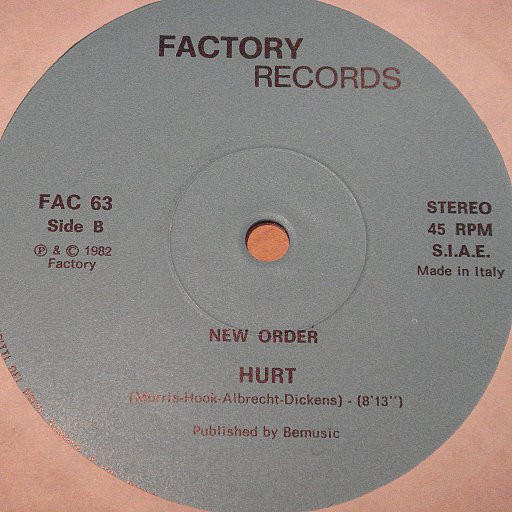 FACTORY
RECORDS
FAC 63
Side B
Ⓟ & © 1982
Factory
STEREO
45 RPM
S.I.A.E.
Made in Italy
NEW ORDER
HURT
(Morris-Hook-Albrecht-Dickens) - (8'13'')
Published by Bemusic